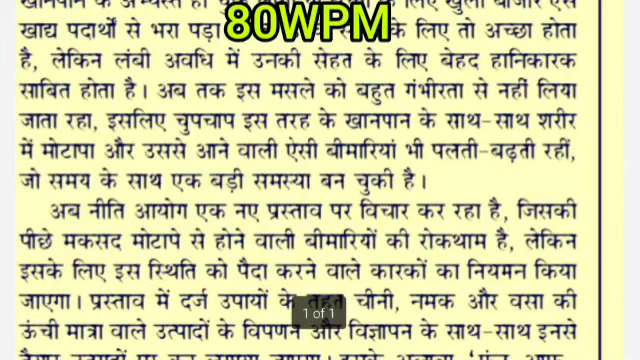 80WPM
खानपान के अभ्यस्त हो के लिए खुला बाजार ऐसे
खाद्य पदार्थों से भरा पड़ा के लिए तो अच्छा होता
है, लेकिन लंबी अवधि में उनकी सेहत के लिए बेहद हानिकारक
साबित होता है। अब तक इस मसले को बहुत गंभीरता से नहीं लिया
जाता रहा, इसलिए चुपचाप इस तरह के खानपान के साथ-साथ शरीर
में मोटापा और उससे आने वाली ऐसी बीमारियां भी पलती-बढ़ती रहीं,
जो समय के साथ एक बड़ी समस्या बन चुकी है।
अब नीति आयोग एक नए प्रस्ताव पर विचार कर रहा है, जिसकी
पीछे मकसद मोटापे से होने वाली बीमारियों की रोकथाम है, लेकिन
इसके लिए इस स्थिति को पैदा करने वाले कारकों का नियमन किया
जाएगा। प्रस्ताव में दर्ज उपायों के तहत चीनी, नमक और वसा की
1 of 1
ऊंची मात्रा वाले उत्पादों के विपणन और विज्ञापन के साथ-साथ इनसे